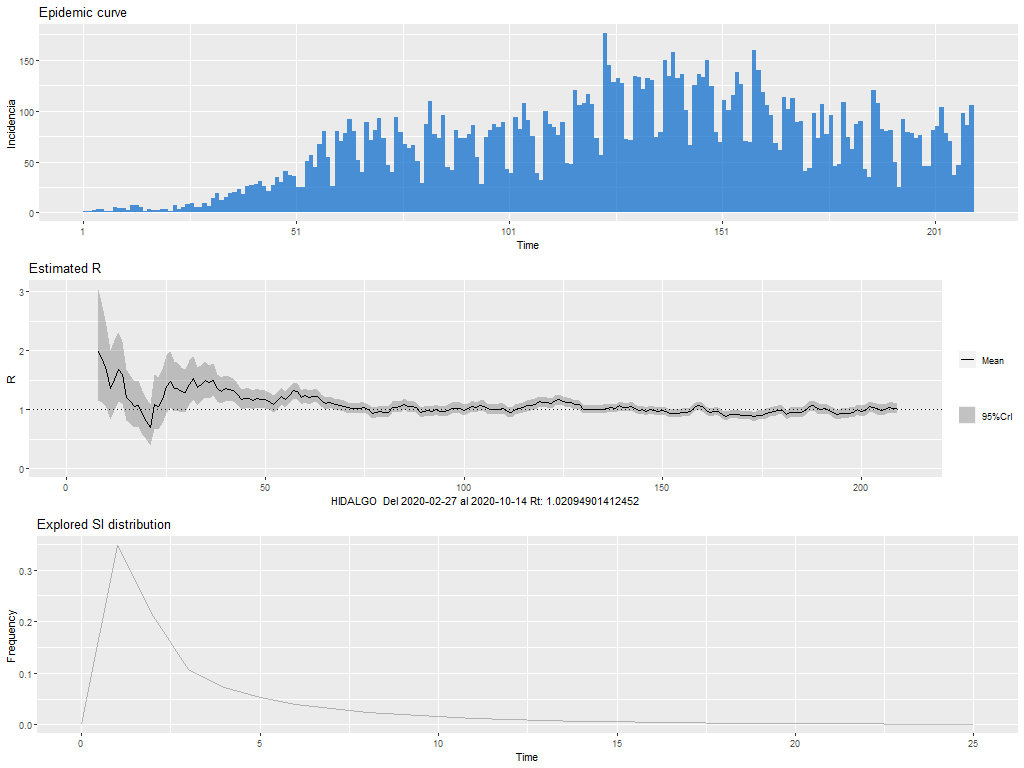 Epidemic curve
Incidencia
150
100
50
0
1
51
101
151
201
Time
Estimated R
R
3
2
1
0
0
50
100
150
200
Mean
95%CrI
HIDALGO Del 2020-02-27 al 2020-10-14 Rt: 1.02094901412452
Explored SI distribution
Frequency
0.3
0.2
0.1
0.0
0
5
10
15
20
25
Time